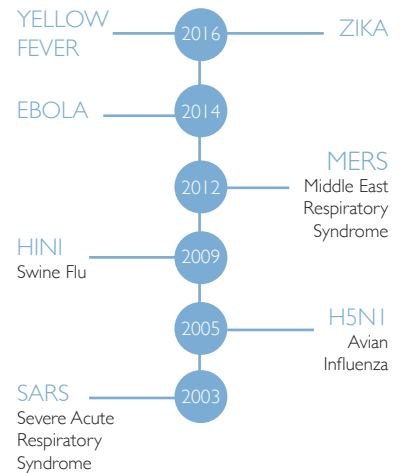 YELLOW
FEVER
2016
ZIKA
EBOLA
2014
2012
MERS
Middle East
Respiratory
Syndrome
HINI
Swine Flu
2009
2005
H5N1
Avian
Influenza
SARS
Severe Acute
Respiratory
Syndrome
2003